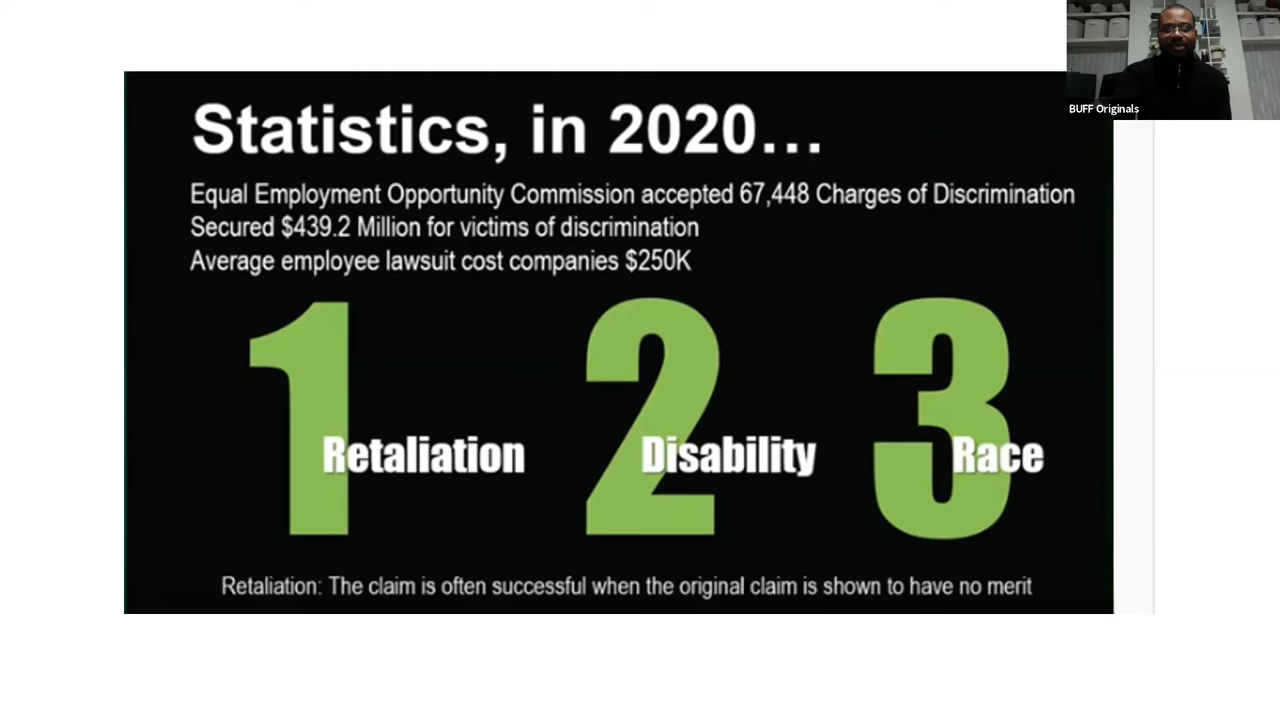 BUFF Originals
Statistics, in 2020…
Equal Employment Opportunity Commission accepted 67,448 Charges of Discrimination
Secured $439.2 Million for victims of discrimination
Average employee lawsuit cost companies $250K
1 2 3
Retaliation Disability Race
Retaliation: The claim is often successful when the original claim is shown to have no merit